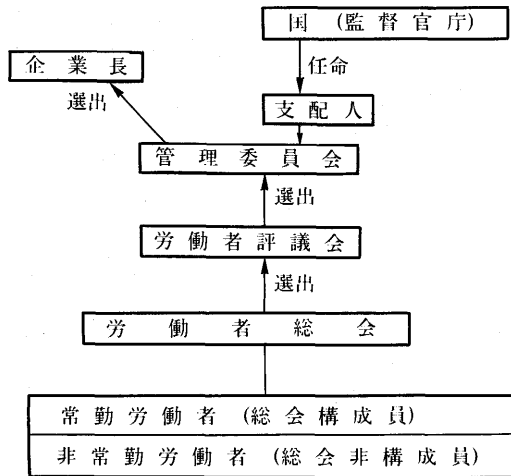 国(監督官庁)
企業長
任命
選出
支配人
管理委員会
選出
労働者評議会
選出
労働者総会
常勤労働者(総会構成員)
非常勤労働者(総会非構成員)